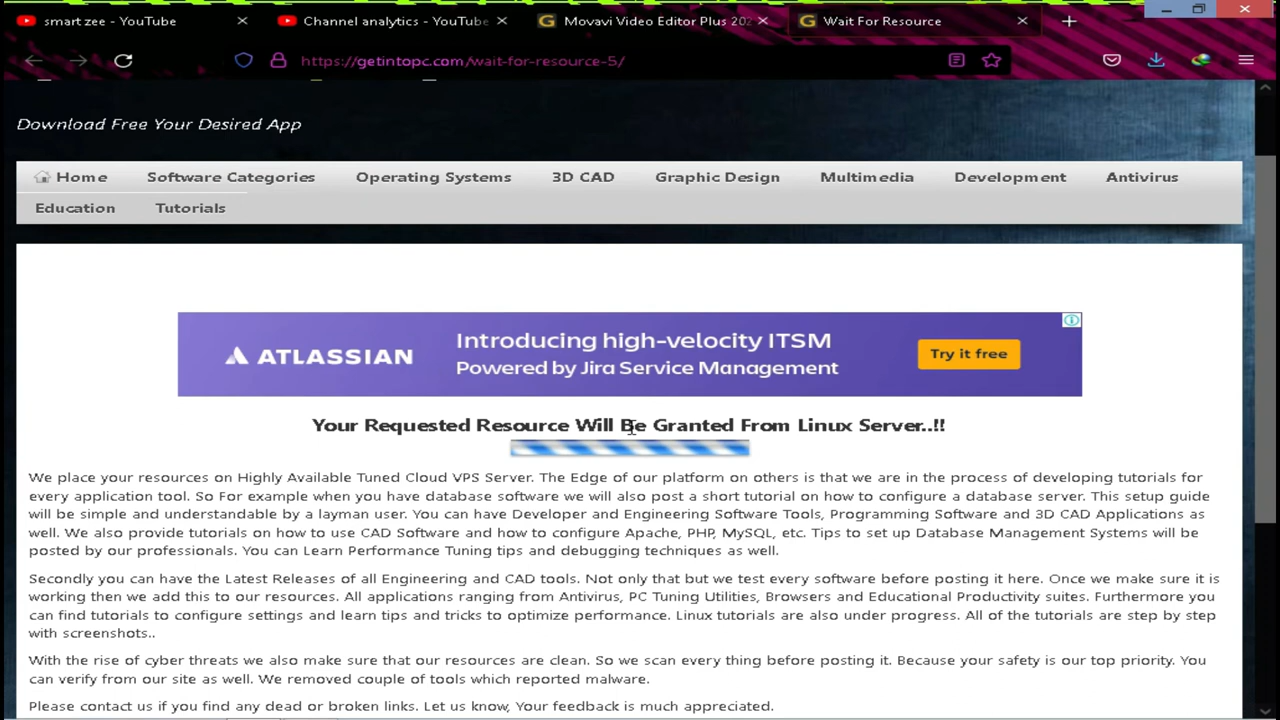 smart zee - YouTube
Channel analytics - YouTube
Movavi Video Editor Plus 202
Wait For Resource
https://getintopc.com/wait-for-resource-5/
Download Free Your Desired App
Home Software Categories Operating Systems 3D CAD Graphic Design Multimedia Development Antivirus
Education Tutorials
ATLASSIAN
Introducing high-velocity ITSM
Powered by Jira Service Management
Try it free
Your Requested Resource Will Be Granted From Linux Server..!!
We place your resources on Highly Available Tuned Cloud VPS Server. The Edge of our platform on others is that we are in the process of developing tutorials for
every application tool. So For example when you have database software we will also post a short tutorial on how to configure a database server. This setup guide
will be simple and understandable by a layman user. You can have Developer and Engineering Software Tools, Programming Software and 3D CAD Applications as
well. We also provide tutorials on how to use CAD Software and how to configure Apache, PHP, MySQL, etc. Tips to set up Database Management Systems will be
posted by our professionals. You can Learn Performance Tuning tips and debugging techniques as well.
Secondly you can have the Latest Releases of all Engineering and CAD tools. Not only that but we test every software before posting it here. Once we make sure it is
working then we add this to our resources. All applications ranging from Antivirus, PC Tuning Utilities, Browsers and Educational Productivity suites. Furthermore you
can find tutorials to configure settings and learn tips and tricks to optimize performance. Linux tutorials are also under progress. All of the tutorials are step by step
with screenshots..
With the rise of cyber threats we also make sure that our resources are clean. So we scan every thing before posting it. Because your safety is our top priority. You
can verify from our site as well. We removed couple of tools which reported malware.
Please contact us if you find any dead or broken links. Let us know, Your feedback is much appreciated.